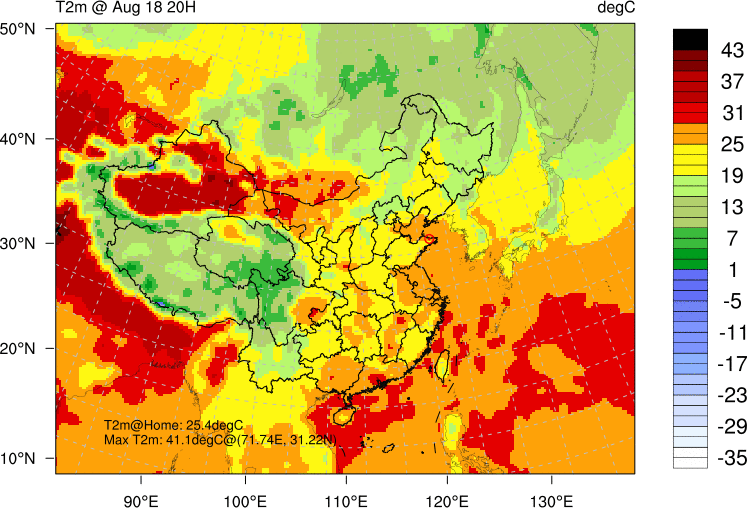 T2m @ Aug 18 20H
degC
50°N
40°N
30°N
20°N
10°N
T2m@Home: 25.4degC
Max T2m: 41.1degC@(71.74E, 31.22N)
90°E
100°E
110°E
120°E
130°E
43
37
31
25
19
13
7
1
-5
-11
-17
-23
-29
-35